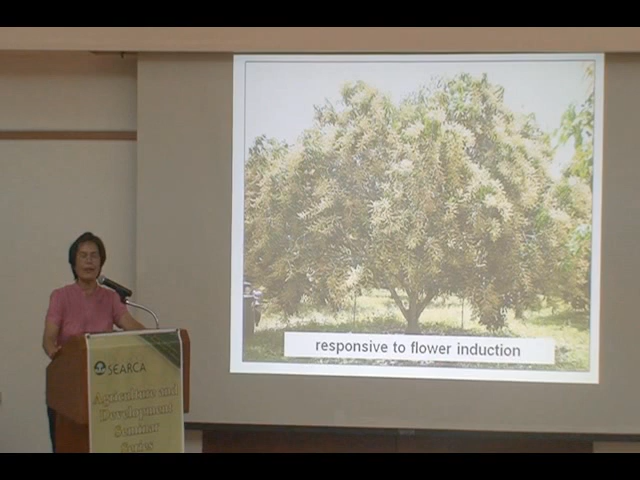 responsive to flower induction
SEARCA
Agriculture and
Development
Seminar
Series